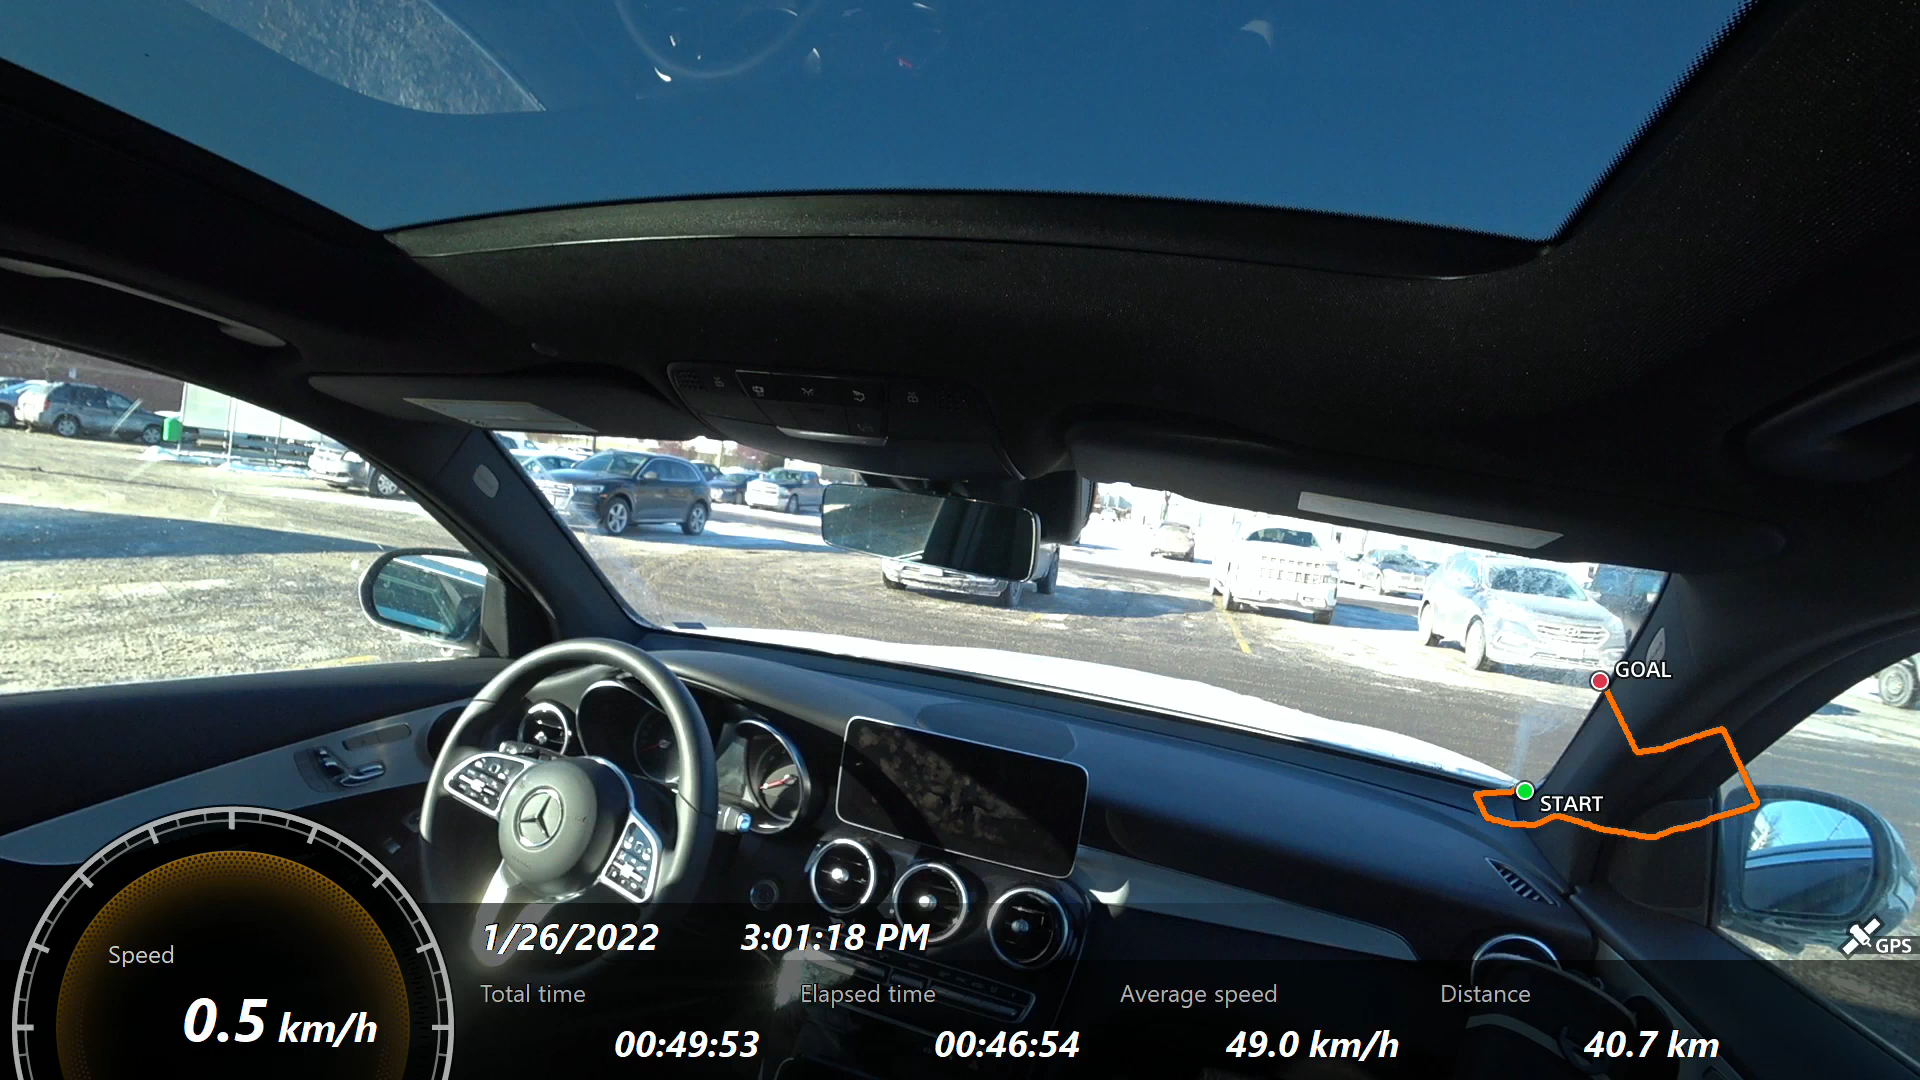 GOAL
START
GPS
1/26/2022 3:01:18 PM
Speed
0.5 km/h
Total time Elapsed time Average speed Distance
00:49:53 00:46:54 49.0 km/h 40.7 km